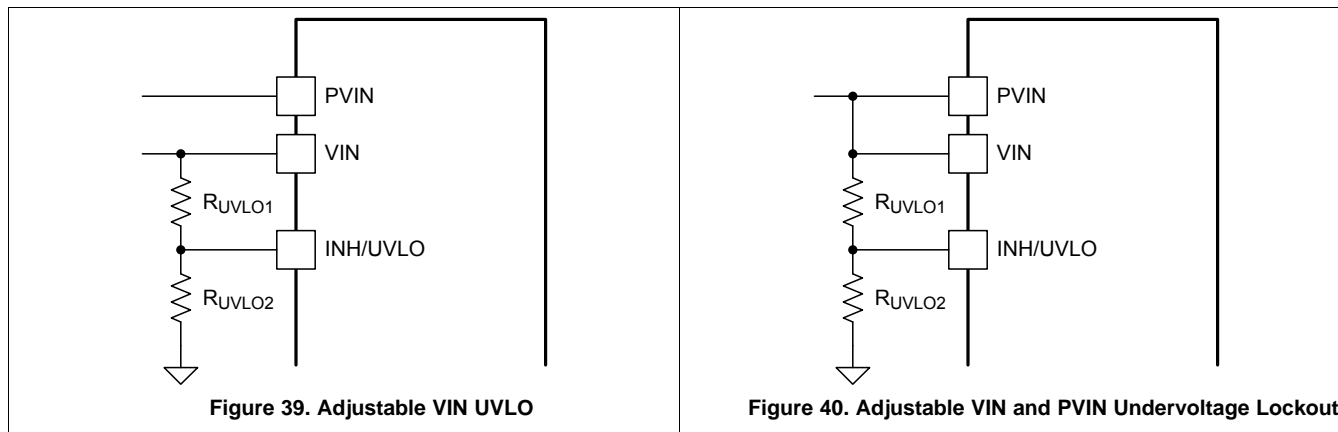 PVIN
VIN
RUVLO1
INH/UVLO
RUVLO2
Figure 39. Adjustable VIN UVLO
PVIN
VIN
RUVLO1
INH/UVLO
RUVLO2
Figure 40. Adjustable VIN and PVIN Undervoltage Lockout